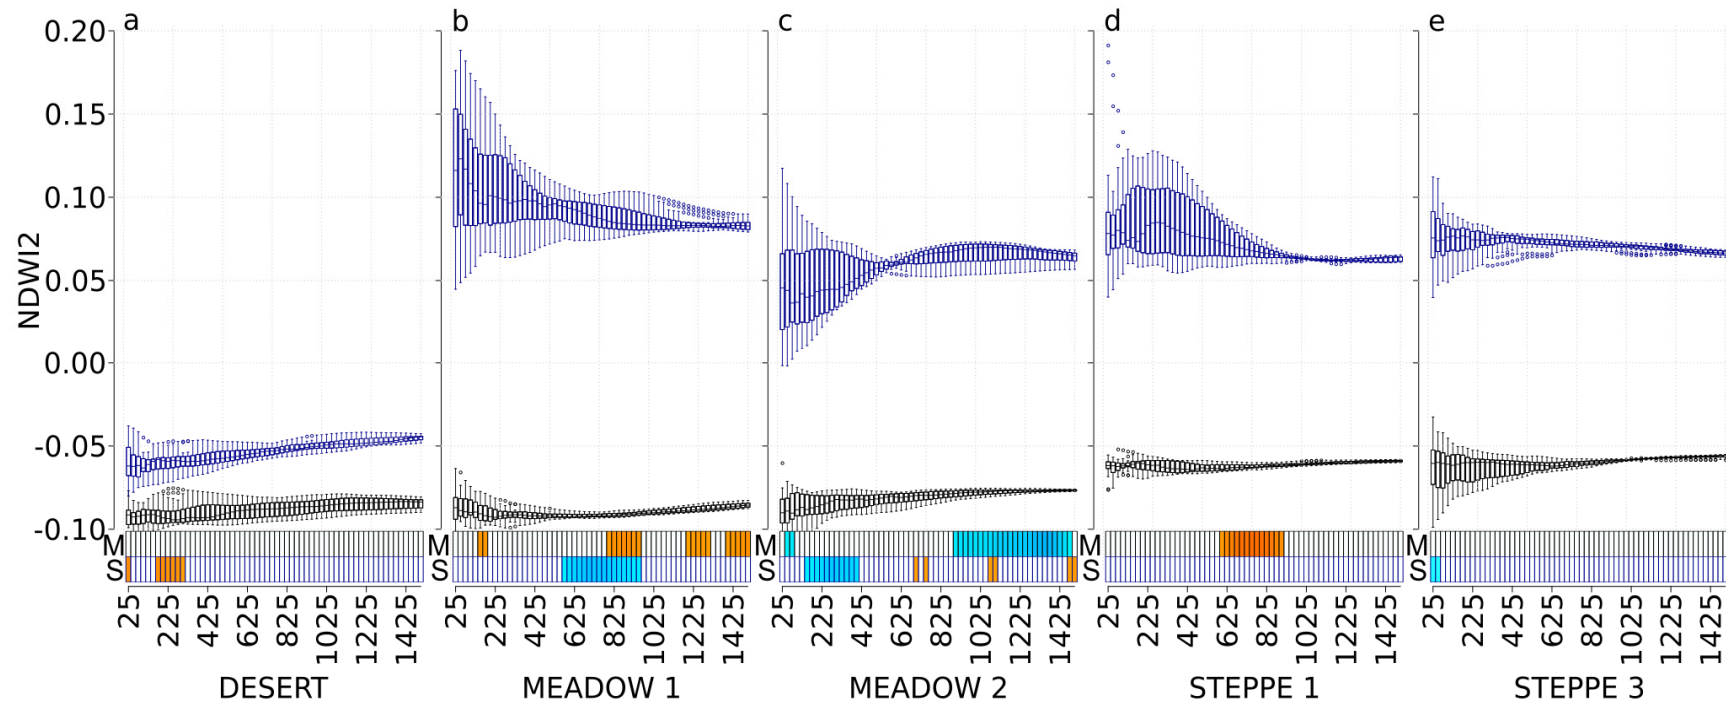 a b c d e
NDWI2
0.20
0.15
0.10
0.05
0.00
-0.05
-0.10
M M M M M
S S S S S
25 225 425 625 825 1025 1225 1425 25 225 425 625 825 1025 1225 1425 25 225 425 625 825 1025 1225 1425 25 225 425 625 825 1025 1225 1425 25 225 425 625 825 1025 1225 1425
DESERT MEADOW 1 MEADOW 2 STEPPE 1 STEPPE 3